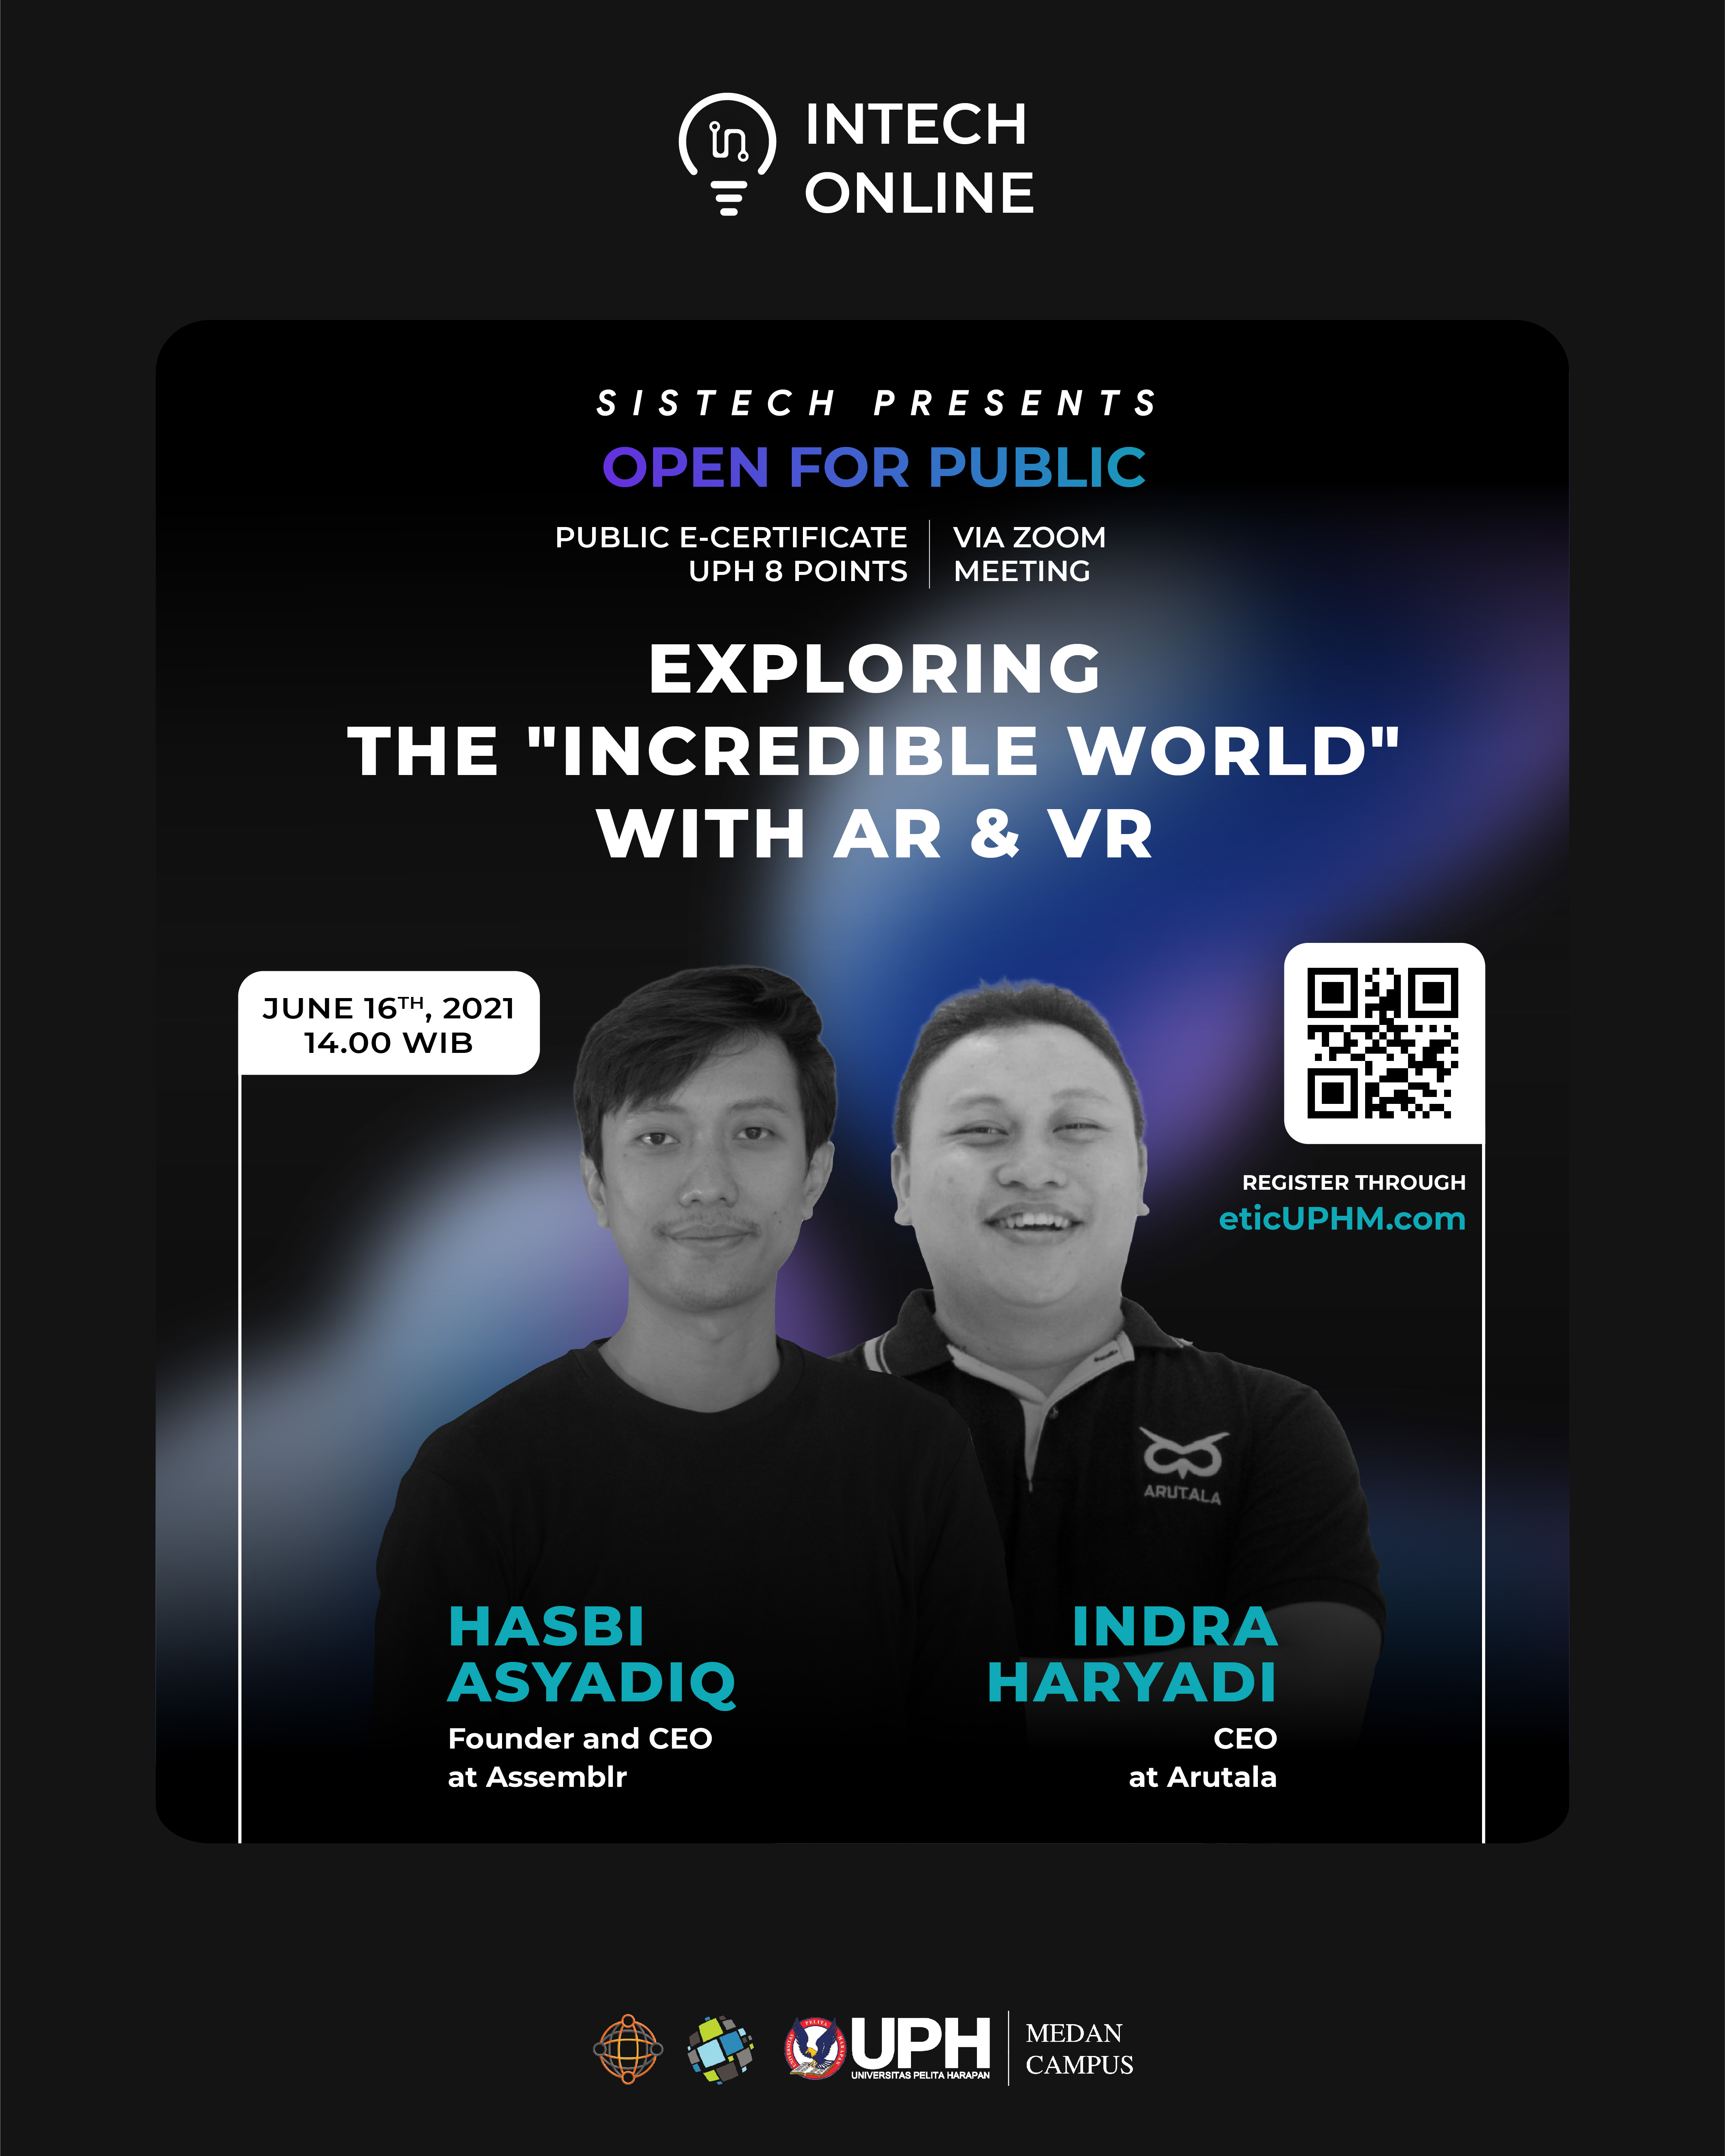 INTECH
ONLINE
SISTECH PRESENTS
OPEN FOR PUBLIC
PUBLIC E-CERTIFICATE
UPH 8 POINTS
VIA ZOOM
MEETING
EXPLORING
THE "INCREDIBLE WORLD"
WITH AR & VR
JUNE 16TH, 2021
14.00 WIB
REGISTER THROUGH
eticUPHM.com
ARUTALA
HASBI
ASYADIQ
Founder and CEO
at Assemblr
INDRA
HARYADI
CEO
at Arutala
UPH
UNIVERSITAS PELITA HARAPAN
MEDAN
CAMPUS